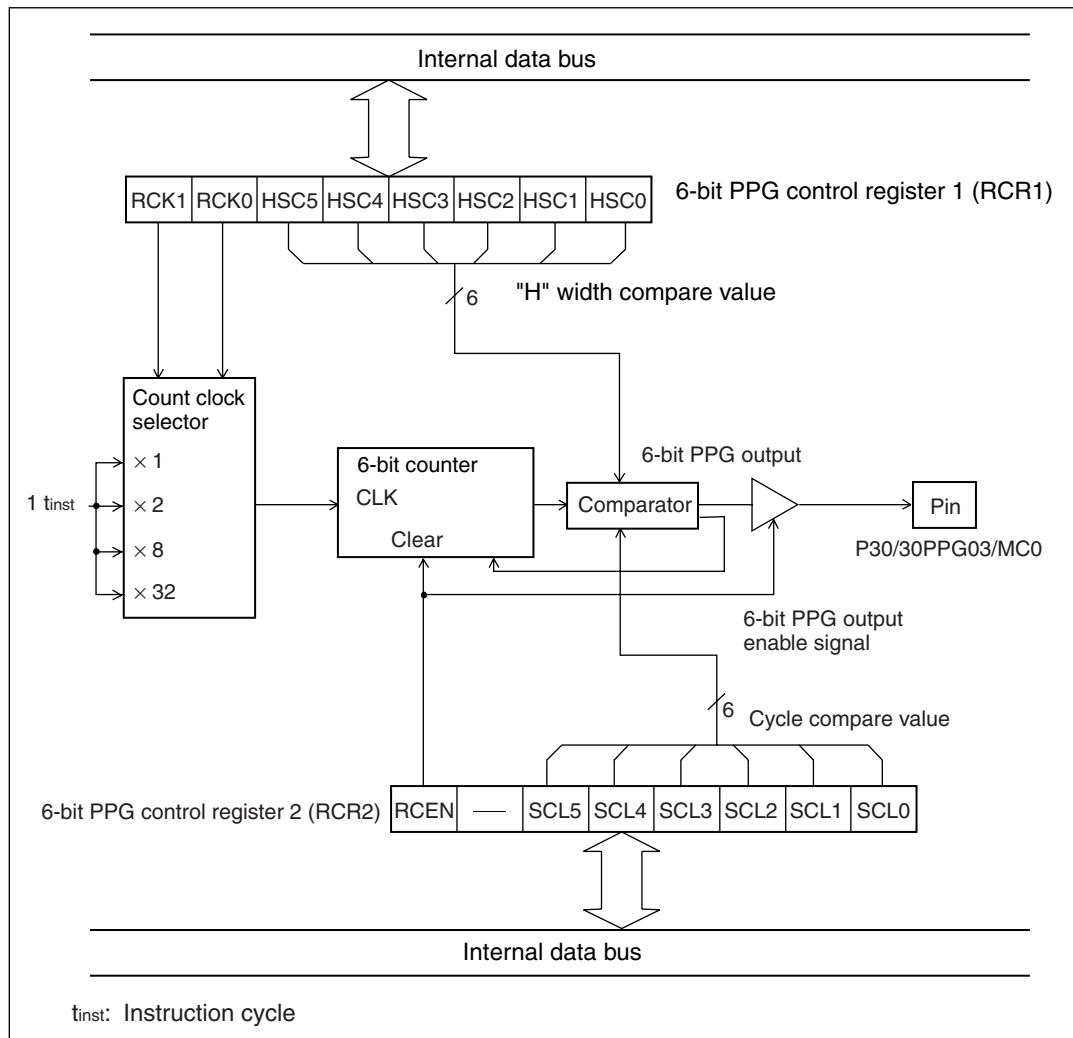 Internal data bus
RCK1 RCK0 HSC5 HSC4 HSC3 HSC2 HSC1 HSC0
6-bit PPG control register 1 (RCR1)
6
"H" width compare value
Count clock
selector
× 1
× 2
× 8
× 32
1 tinst
6-bit counter
CLK
Clear
Comparator
6-bit PPG output
Pin
P30/30PPG03/MC0
6-bit PPG output
enable signal
6
Cycle compare value
6-bit PPG control register 2 (RCR2)
RCEN — SCL5 SCL4 SCL3 SCL2 SCL1 SCL0
Internal data bus
tinst: Instruction cycle